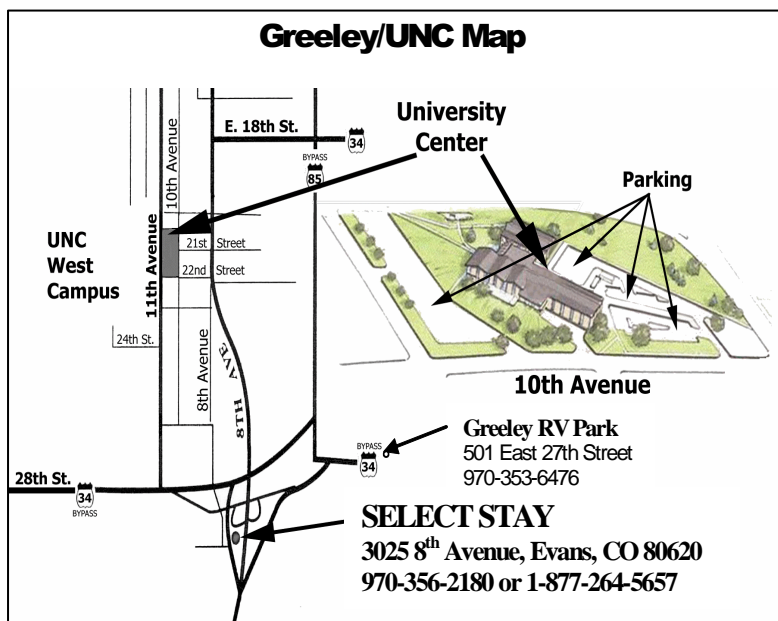 Greeley/UNC Map
E. 18th St.
34
University
Center
BYPASS
85
10th Avenue
Parking
UNC
West
Campus
11th Avenue
21st Street
22nd Street
24th St.
8th Avenue
8TH AVE.
10th Avenue
Greeley RV Park
501 East 27th Street
970-353-6476
BYPASS
34
28th St.
34
BYPASS
SELECT STAY
3025 8th Avenue, Evans, CO 80620
970-356-2180 or 1-877-264-5657